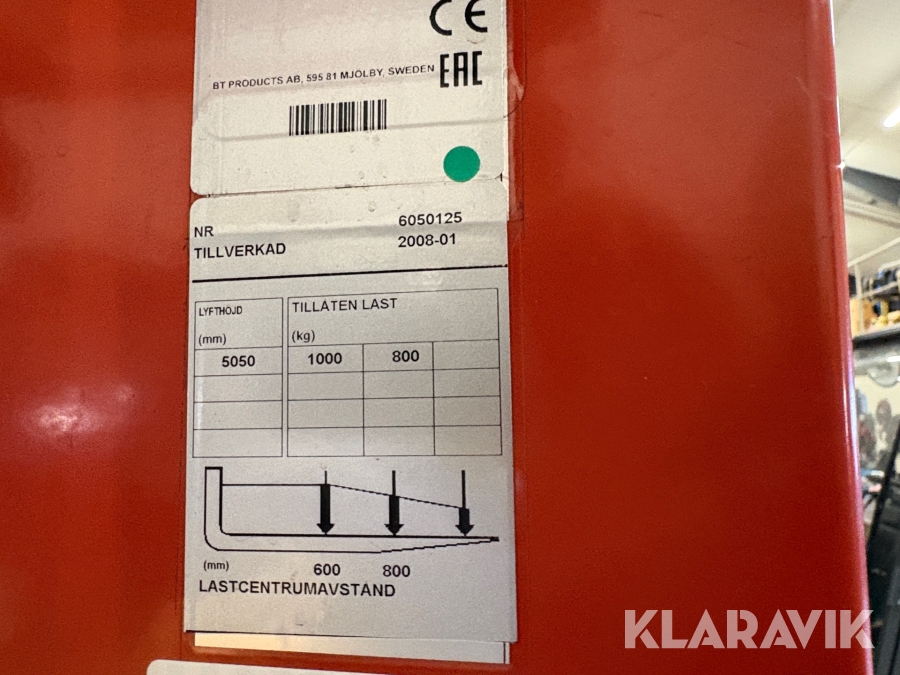 CE
EAC
BT PRODUCTS AB, 595 81 MJÖLBY, SWEDEN
NR 6050125
TILLVERKAD 2008-01
LYFTHÖJD TILLÅTEN LAST
(mm) (kg)
5050 1000 800
(mm) 600 800
LASTCENTRUMAVSTAND
KLARAVIK